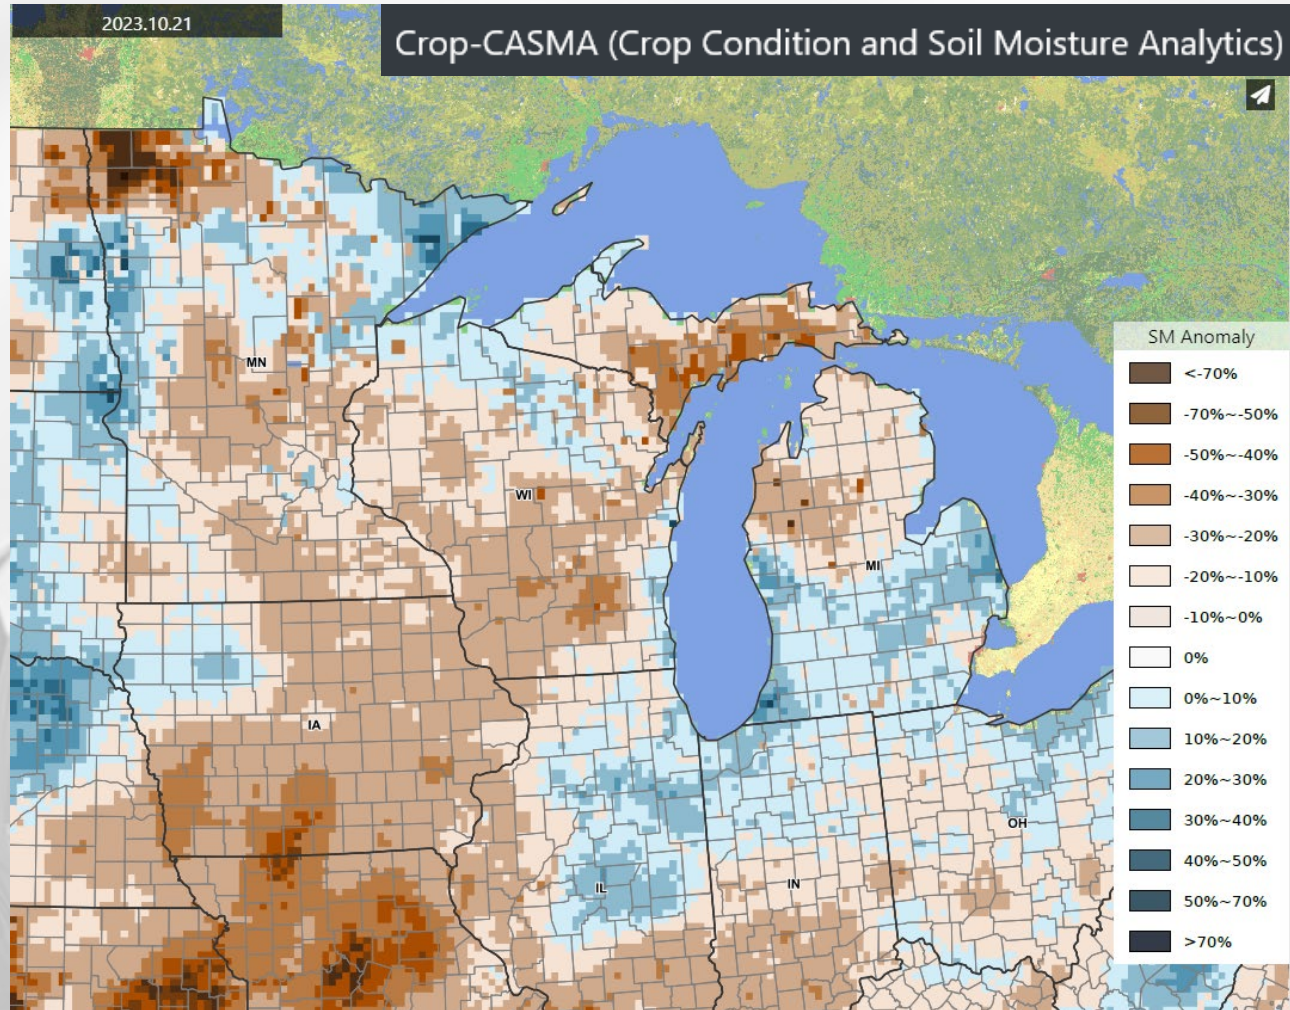 2023.10.21
Crop-CASMA (Crop Condition and Soil Moisture Analytics)
SM Anomaly
<-70%
-70%~-50%
-50%~-40%
-40%~-30%
-30%~-20%
-20%~-10%
-10%~0%
0%
0%~10%
10%~20%
20%~30%
30%~40%
40%~50%
50%~70%
>70%
MN
WI
MI
IA
OH
IL
IN